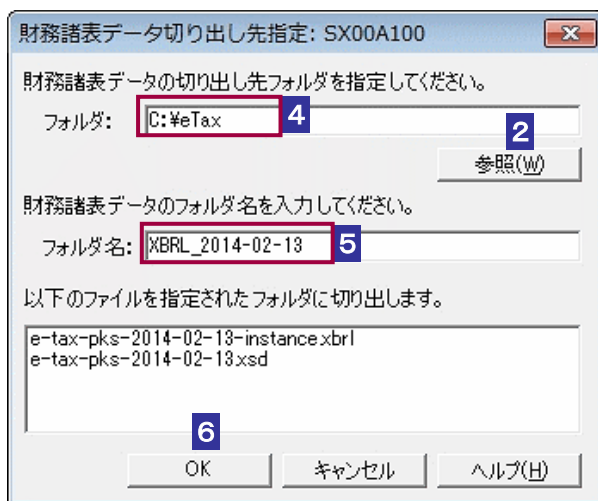 財務諸表データ切り出し先指定: SX00A100
財務諸表データの切り出し先フォルダを指定してください。
フォルダ: C:¥eTax 4
2
参照(W)
財務諸表データのフォルダ名を入力してください。
フォルダ名: XBRL_2014-02-13 5
以下のファイルを指定されたフォルダに切り出します。
e-tax-pks-2014-02-13-instance.xbrl
e-tax-pks-2014-02-13.xsd
6
OK キャンセル ヘルプ(H)